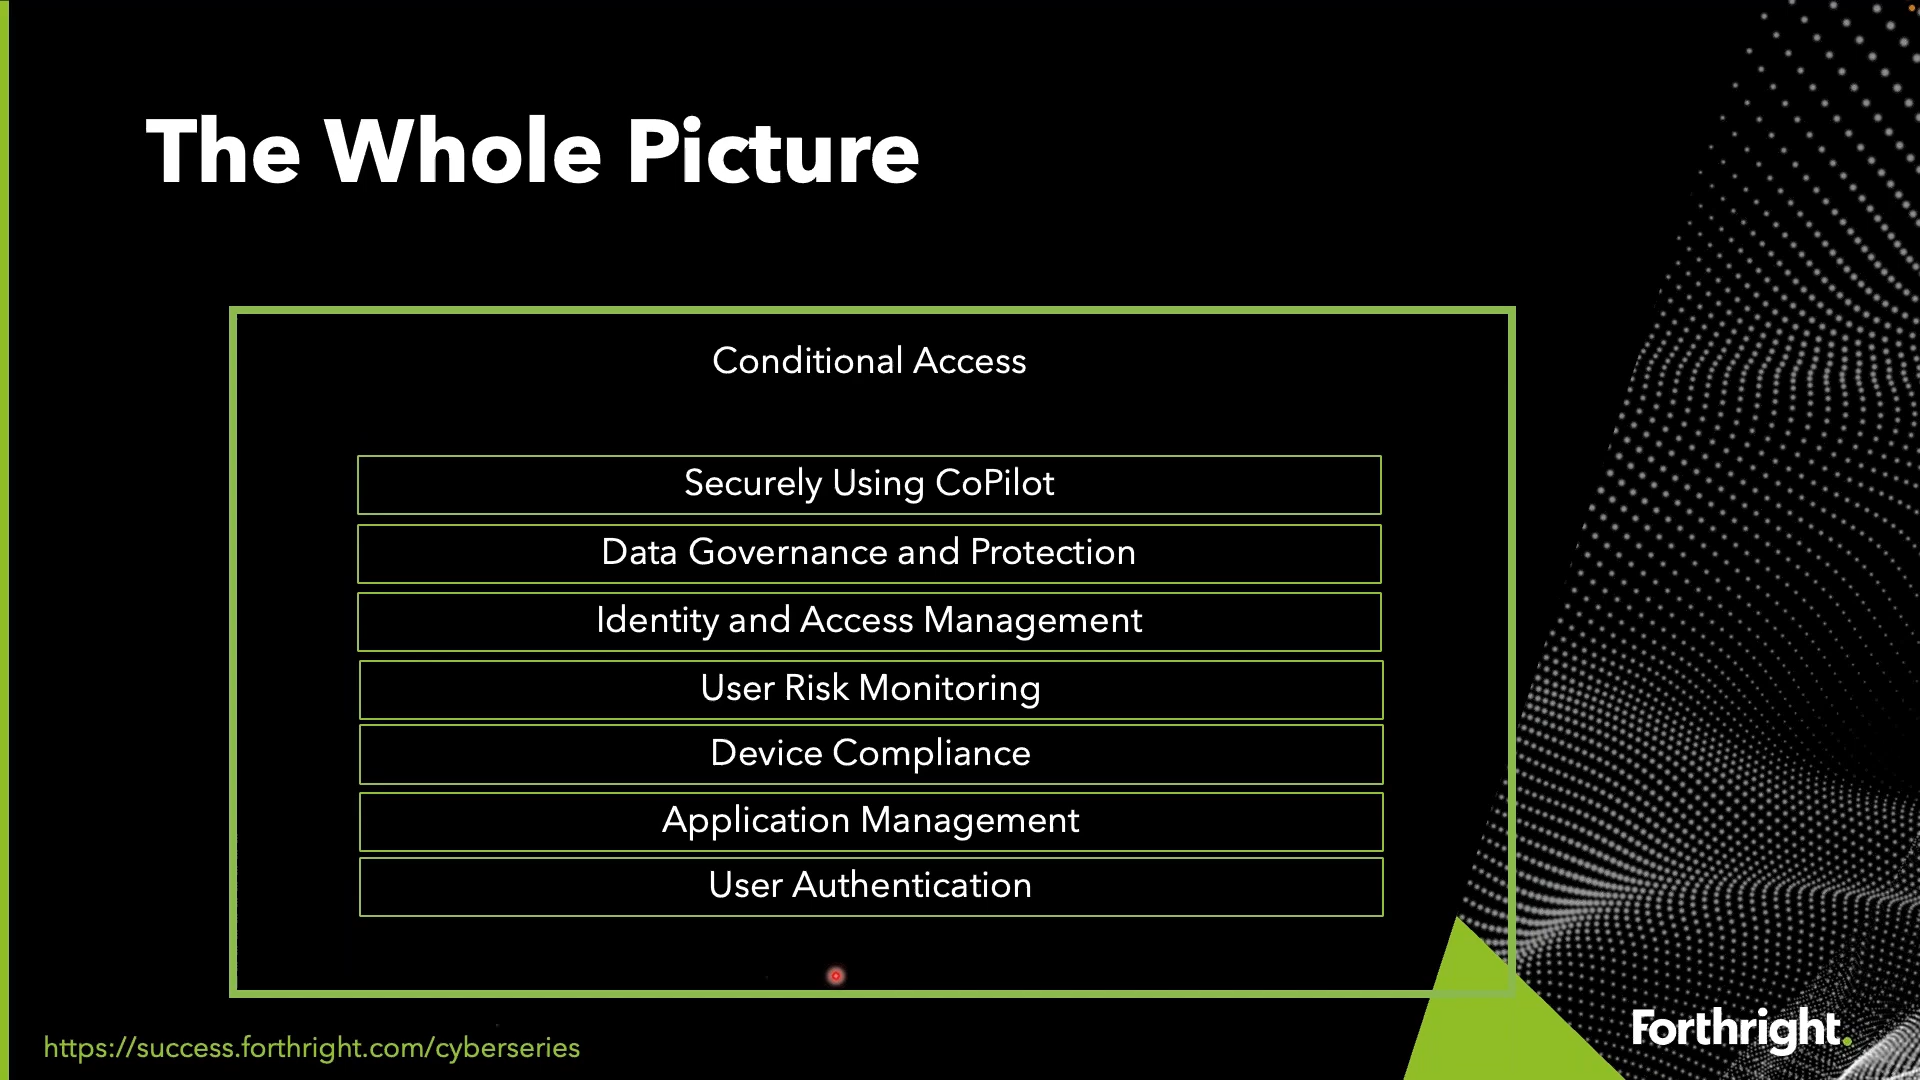 The Whole Picture
Conditional Access
Securely Using CoPilot
Data Governance and Protection
Identity and Access Management
User Risk Monitoring
Device Compliance
Application Management
User Authentication
https://success.forthright.com/cyberseries
Forthright.